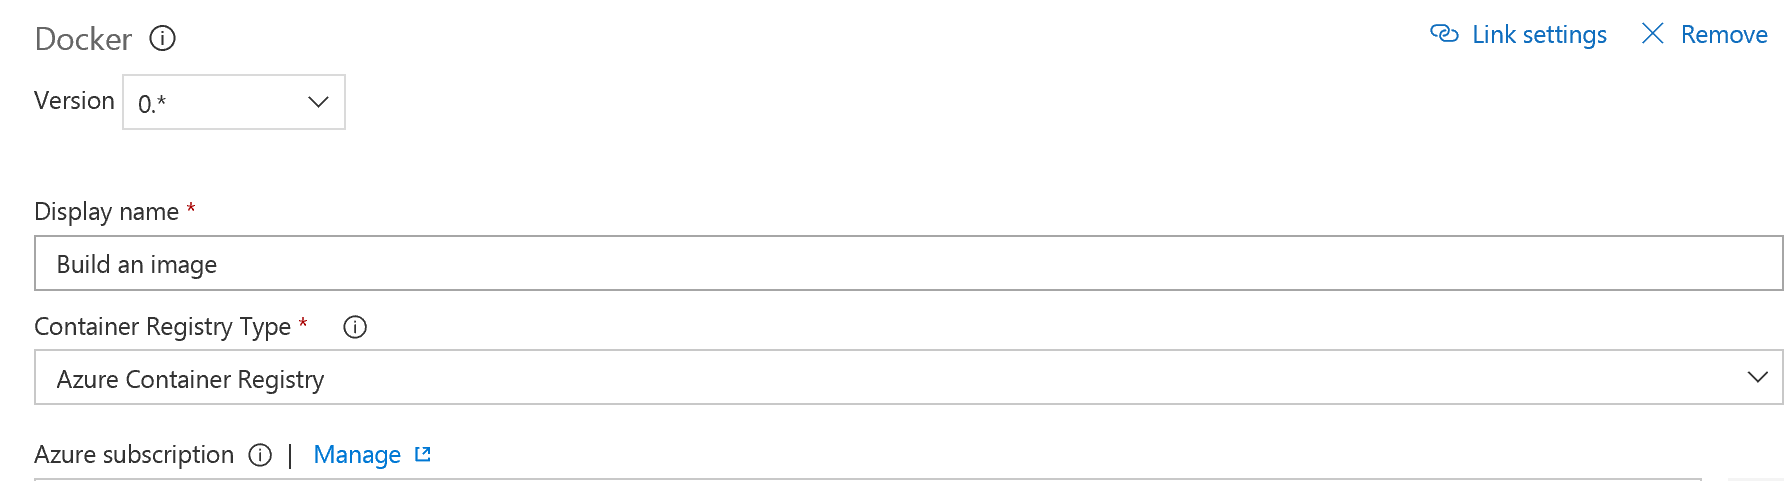 Docker
Link settings
Remove
Version 0.*
Display name *
Build an image
Container Registry Type *
Azure Container Registry
Azure subscription | Manage